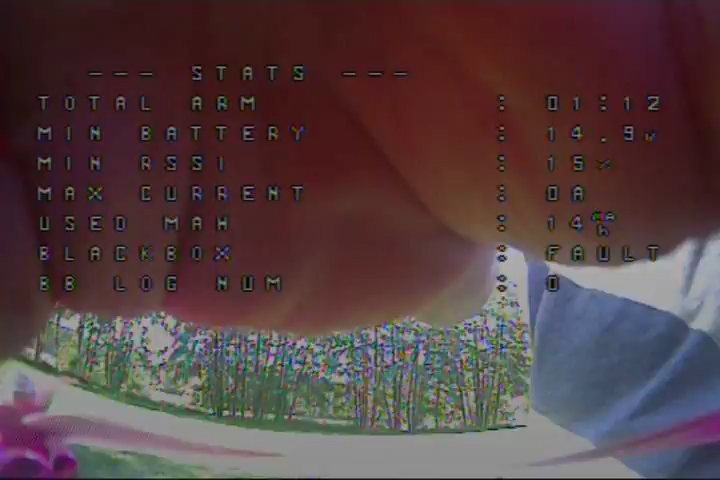 --- STATS ---
TOTAL ARM : 01:12
MIN BATTERY : 14.9V
MIN RSSI : 15%
MAX CURRENT : 0A
USED MAH : 14mAh
BLACKBOX : FAULT
BB LOG NUM : 0